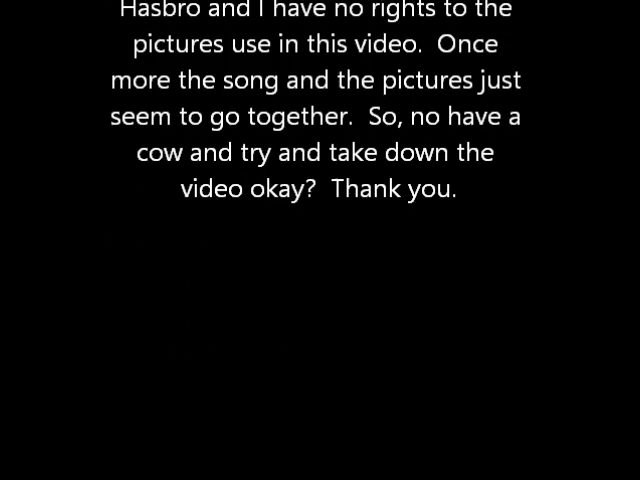 Hasbro and I have no rights to the
pictures use in this video.  Once
more the song and the pictures just
seem to go together.  So, no have a
cow and try and take down the
video okay?  Thank you.